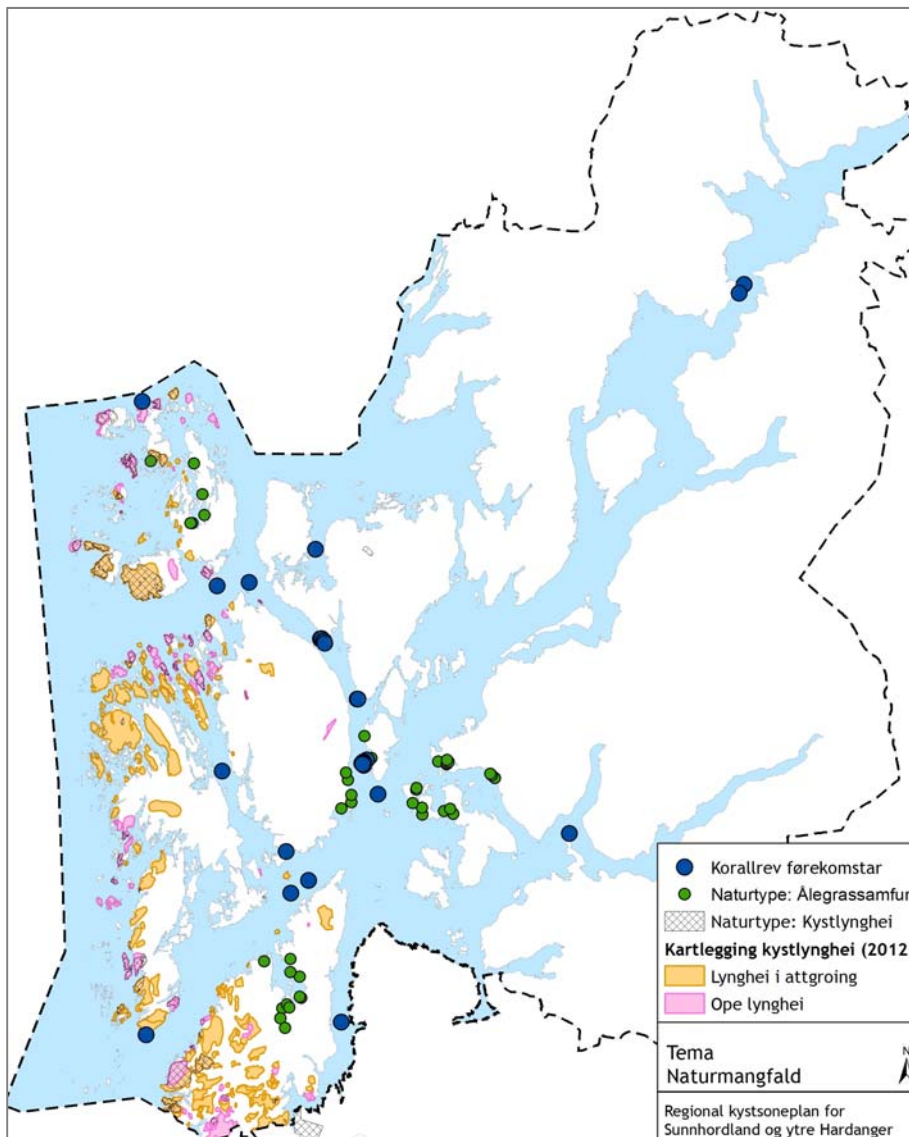 Korallrev førekomstar
Naturtype: Ålegrassamfun
Naturtype: Kystlynghei
Kartlegging kystlynghei (2012
Lynghei i attgroing
Ope lynghei
Tema
Naturmangfald
N
Regional kystsoneplan for
Sunnhordland og ytre Hardanger